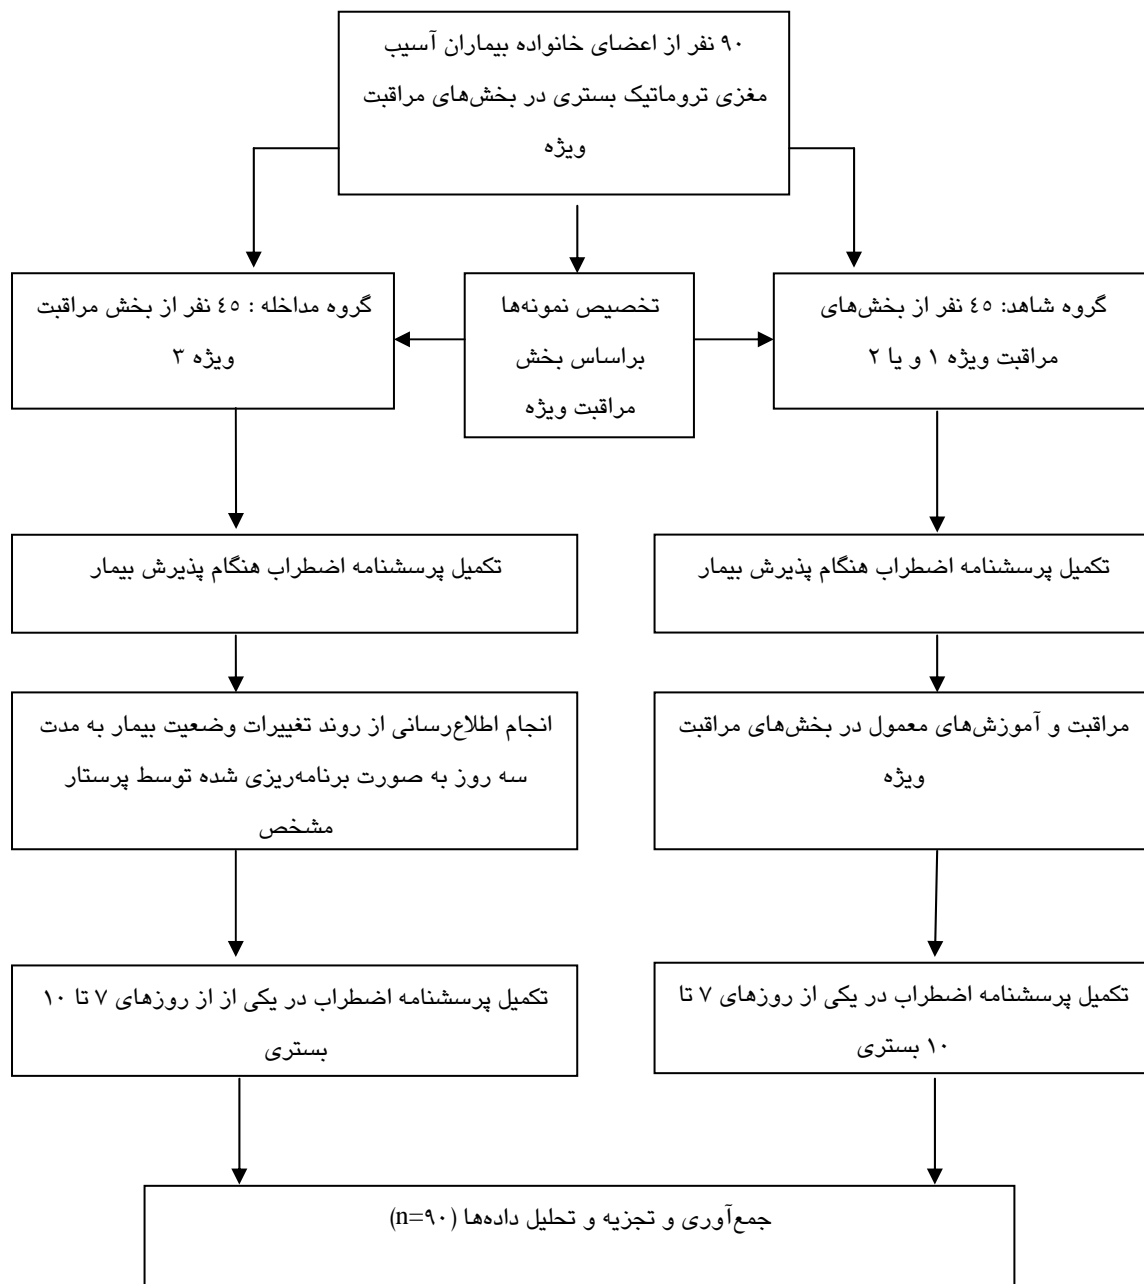 ۹۰ نفر از اعضای خانواده بیماران آسیب
مغزی تروماتیک بستری در بخش‌های مراقبت
ویژه
گروه شاهد: ٤٥ نفر از بخش‌های
مراقبت ویژه ۱ و یا ۲
تخصیص نمونه‌ها
براساس بخش
مراقبت ویژه
گروه مداخله : ٤٥ نفر از بخش مراقبت
ویژه ۳
تکمیل پرسشنامه اضطراب هنگام پذیرش بیمار
تکمیل پرسشنامه اضطراب هنگام پذیرش بیمار
مراقبت و آموزش‌های معمول در بخش‌های مراقبت
ویژه
انجام اطلاع‌رسانی از روند تغییرات وضعیت بیمار به مدت
سه روز به صورت برنامه‌ریزی شده توسط پرستار
مشخص
تکمیل پرسشنامه اضطراب در یکی از روزهای ۷ تا
۱۰ بستری
تکمیل پرسشنامه اضطراب در یکی از از روزهای ۷ تا ۱۰
بستری
جمع‌آوری و تجزیه و تحلیل داده‌ها (n=۹۰)